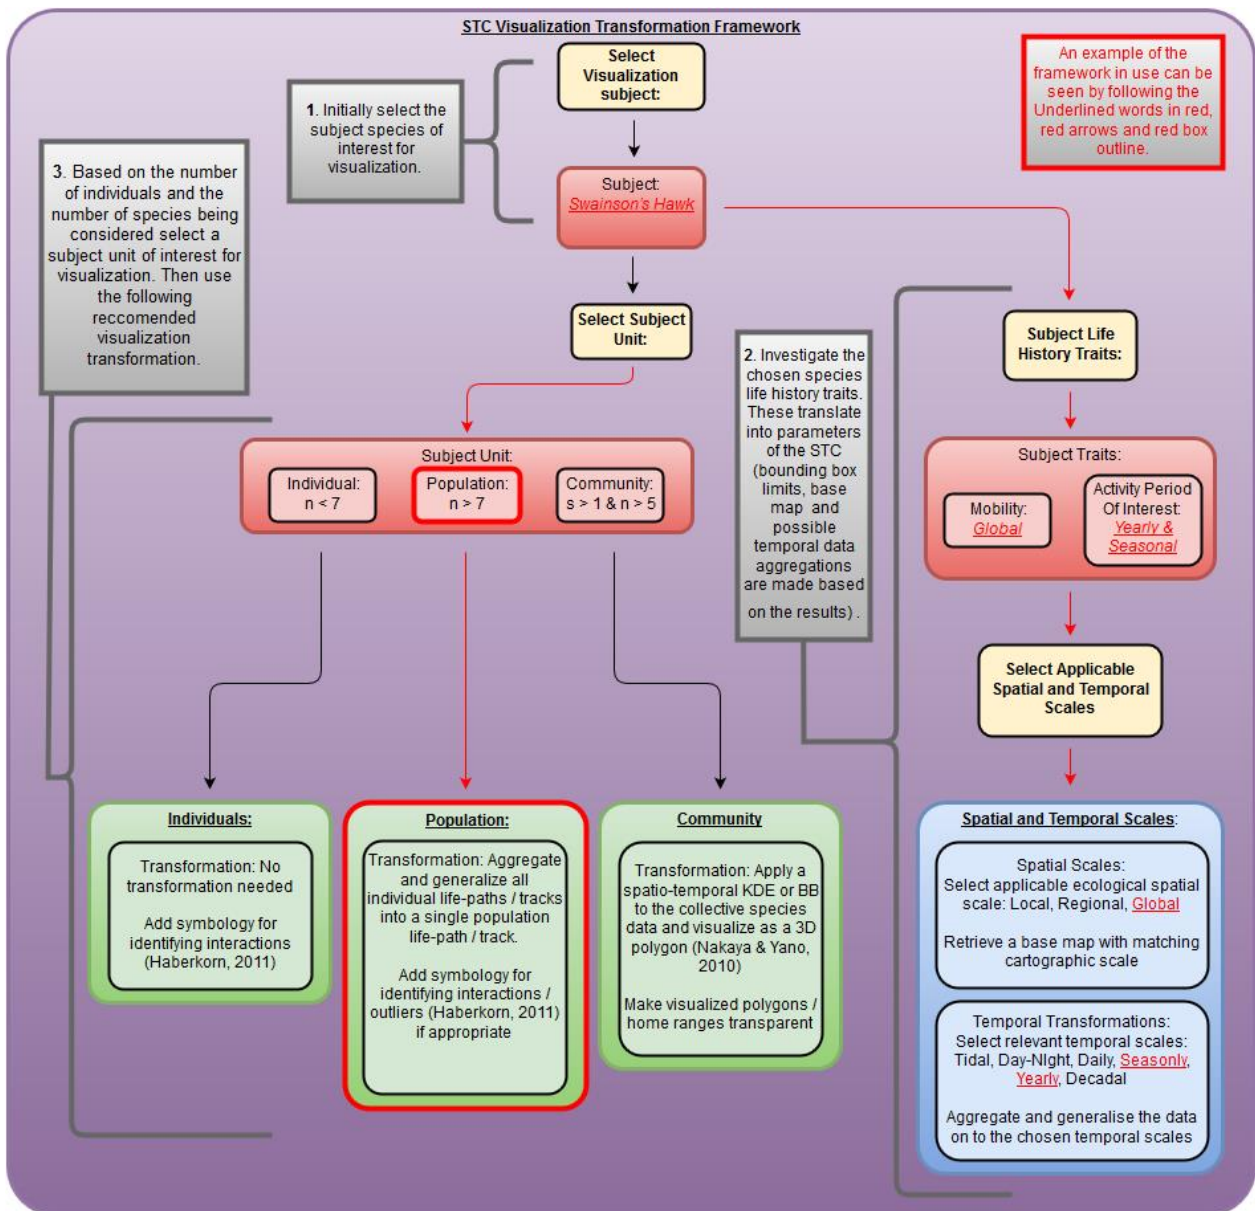 STC Visualization Transformation Framework
Select
Visualization
subject:
An example of the
framework in use can be
seen by following the
Underlined words in red,
red arrows and red box
outline.
1. Initially select the
subject species of
interest for
visualization.
3. Based on the number
of individuals and the
number of species being
considered select a
subject unit of interest for
visualization. Then use
the following
reccomended
visualization
transformation.
Subject:
Swainson's Hawk
Select Subject
Unit:
Subject Life
History Traits:
2. Investigate the
chosen species
life history traits.
These translate
into parameters
of the STC
(bounding box
limits, base
map and
possible
temporal data
aggregations
are made based
on the results) .
Subject Unit:
Individual:
n < 7
Population:
n > 7
Community:
s > 1 & n > 5
Subject Traits:
Mobility:
Global
Activity Period
Of Interest:
Yearly &
Seasonal
Select Applicable
Spatial and Temporal
Scales
Individuals:
Transformation: No
transformation needed
Add symbology for
identifying interactions
(Haberkorn, 2011)
Population:
Transformation: Aggregate
and generalize all
individual life-paths / tracks
into a single population
life-path / track.
Add symbology for
identifying interactions /
outliers (Haberkorn, 2011)
if appropriate
Community
Transformation: Apply a
spatio-temporal KDE or BB
to the collective species
data and visualize as a 3D
polygon (Nakaya & Yano,
2010)
Make visualized polygons /
home ranges transparent
Spatial and Temporal Scales:
Spatial Scales:
Select applicable ecological spatial
scale: Local, Regional, Global
Retrieve a base map with matching
cartographic scale
Temporal Transformations:
Select relevant temporal scales:
Tidal, Day-NIght, Daily, Seasonly,
Yearly, Decadal
Aggregate and generalise the data
on to the chosen temporal scales